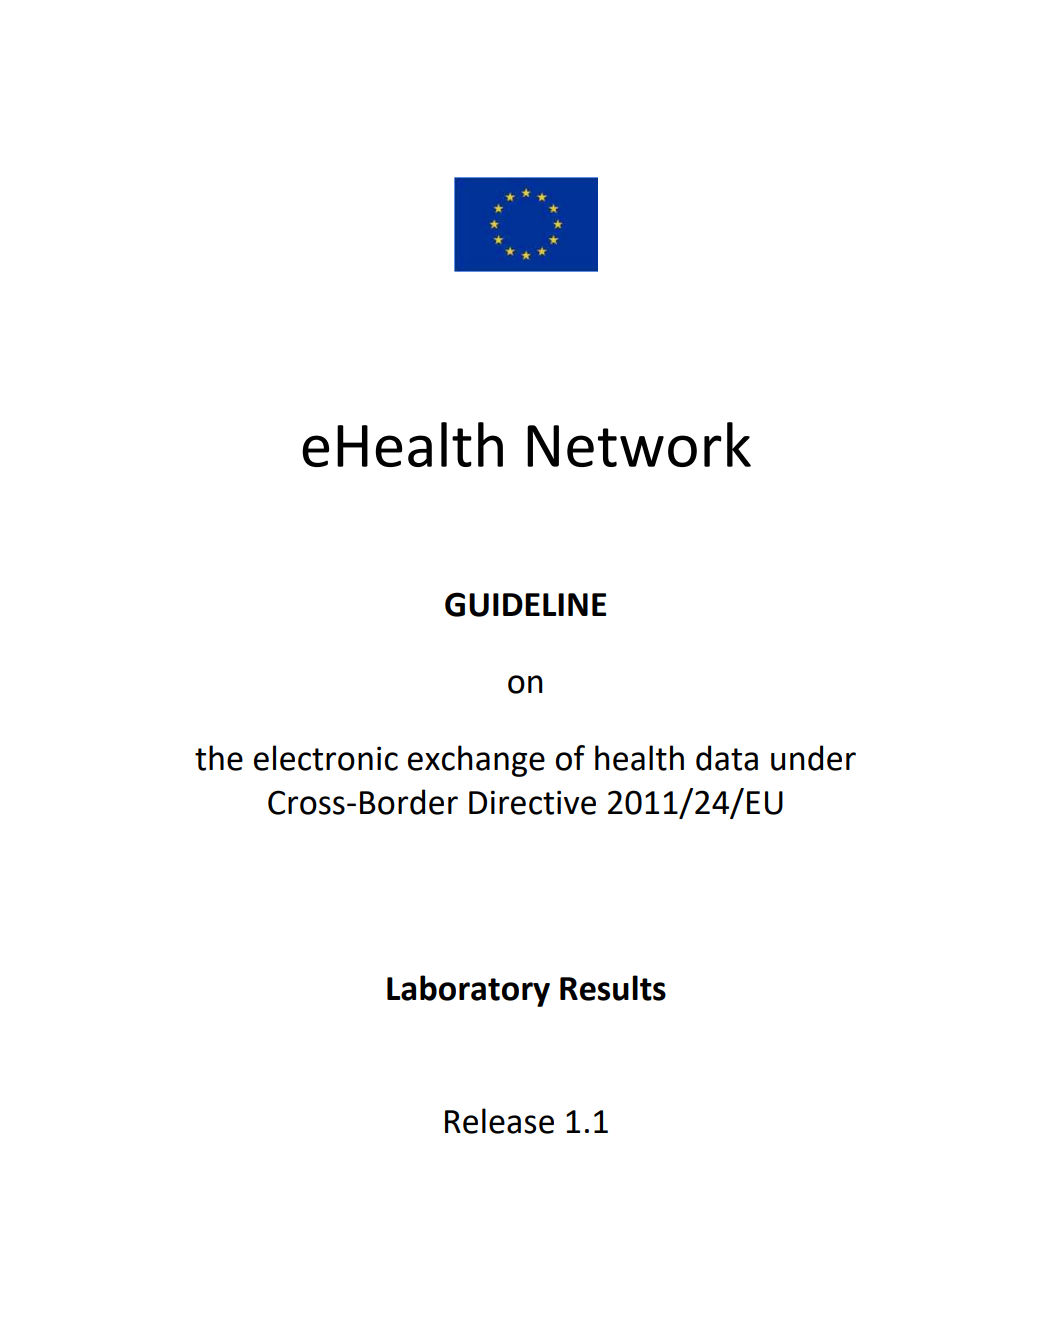 eHealth Network
GUIDELINE
on
the electronic exchange of health data under
Cross-Border Directive 2011/24/EU
Laboratory Results
Release 1.1